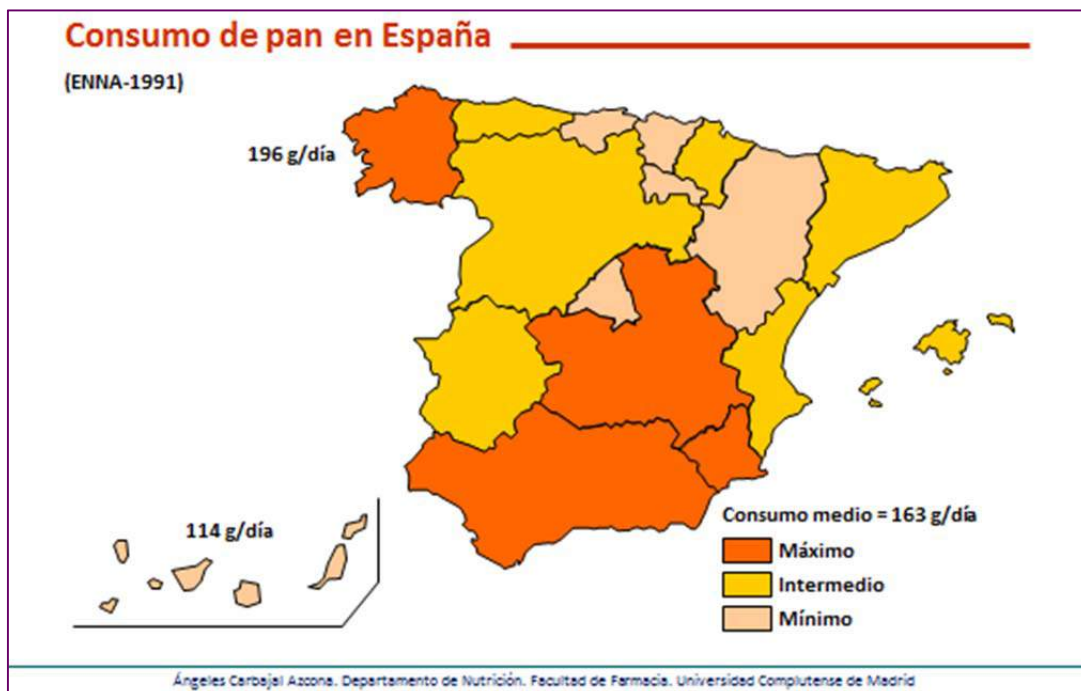 Consumo de pan en España
(ENNA-1991)
196 g/día
114 g/día
Consumo medio = 163 g/día
Máximo
Intermedio
Mínimo
Ángeles Carbajal Azcona. Departamento de Nutrición. Facultad de Farmacia. Universidad Complutense de Madrid